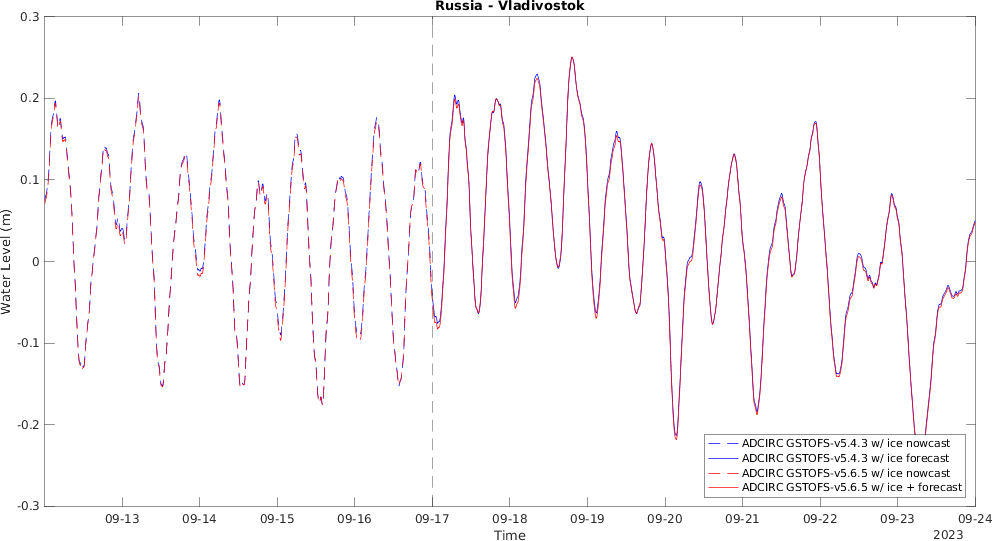 Russia - Vladivostok
0.3
0.2
0.1
0
-0.1
-0.2
-0.3
Water Level (m)
ADCIRC GSTOFS-v5.4.3 w/ ice nowcast
ADCIRC GSTOFS-v5.4.3 w/ ice forecast
ADCIRC GSTOFS-v5.6.5 w/ ice nowcast
ADCIRC GSTOFS-v5.6.5 w/ ice + forecast
09-13 09-14 09-15 09-16 09-17 09-18 09-19 09-20 09-21 09-22 09-23 09-24
Time
2023